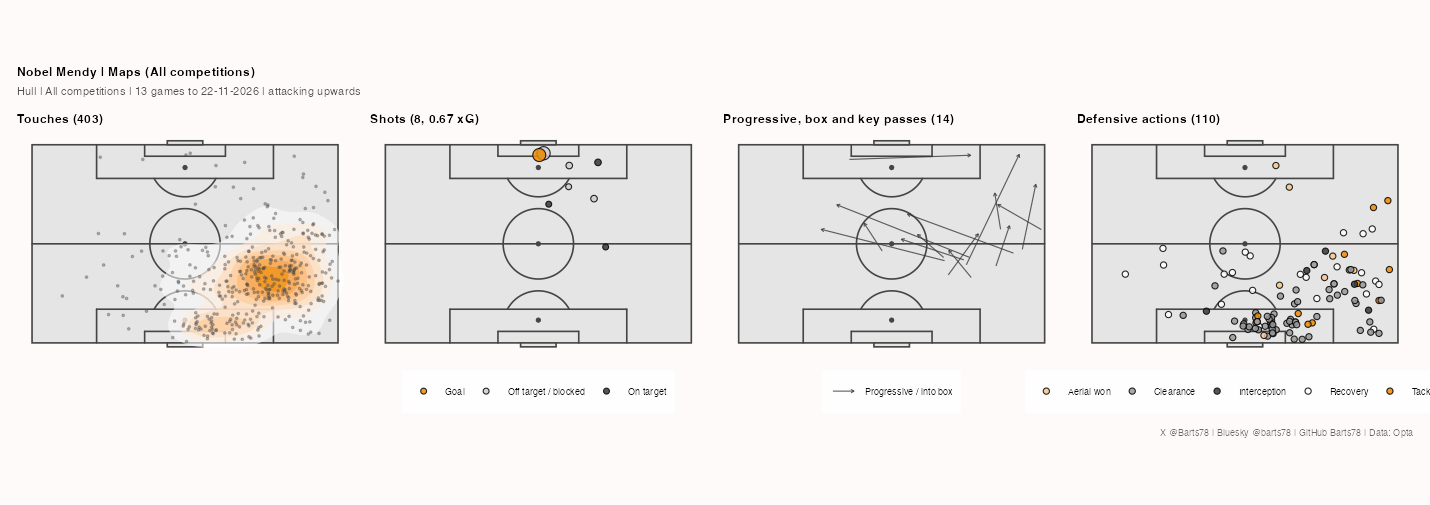 Nobel Mendy | Maps (All competitions)
Hull | All competitions | 13 games to 22-11-2026 | attacking upwards
Touches (403)
Shots (8, 0.67 xG)
Progressive, box and key passes (14)
Defensive actions (110)
Goal
Off target / blocked
On target
Progressive / into box
Aerial won
Clearance
Interception
Recovery
Tack
X @Barts78 | Bluesky @barts78 | GitHub Barts78 | Data: Opta